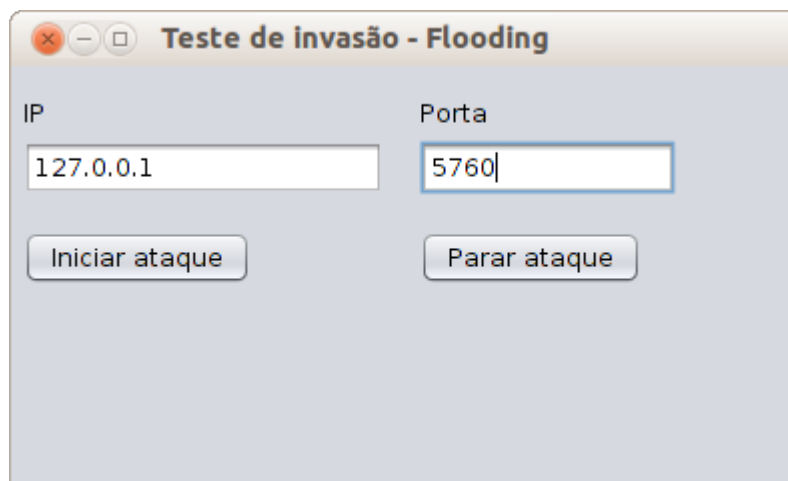 Teste de invasão - Flooding
IP Porta
127.0.0.1 5760
Iniciar ataque Parar ataque